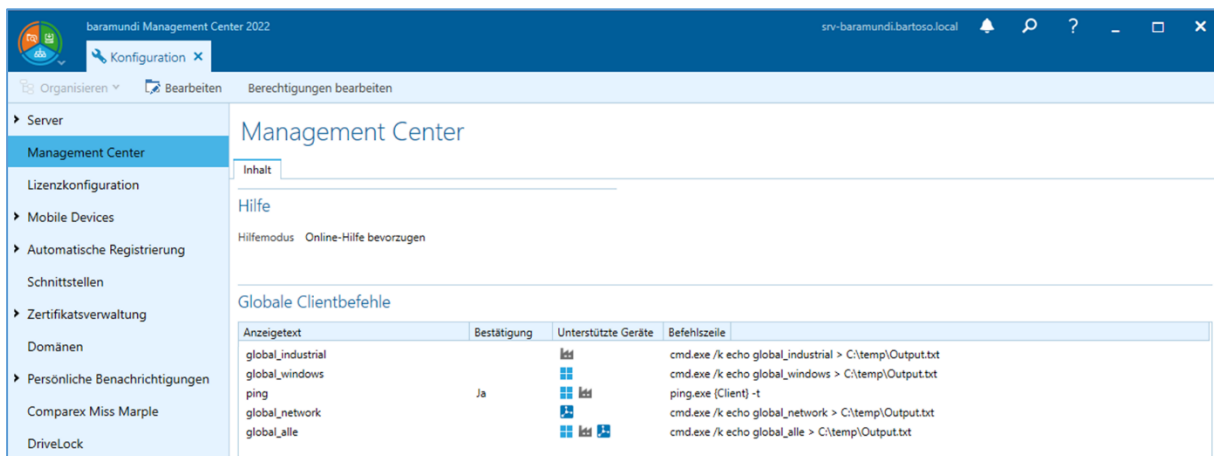 baramundi Management Center 2022
srv-baramundi.bartoso.local
?
Konfiguration
Organisieren
Bearbeiten
Berechtigungen bearbeiten
Server
Management Center
Lizenzkonfiguration
Mobile Devices
Automatische Registrierung
Schnittstellen
Zertifikatsverwaltung
Domänen
Persönliche Benachrichtigungen
Comparex Miss Marple
DriveLock
Management Center
Inhalt
Hilfe
Hilfemodus Online-Hilfe bevorzugen
Globale Clientbefehle
Anzeigetext Bestätigung Unterstützte Geräte Befehlszeile
global_industrial cmd.exe /k echo global_industrial > C:\temp\Output.txt
global_windows cmd.exe /k echo global_windows > C:\temp\Output.txt
ping Ja ping.exe {Client} -t
global_network cmd.exe /k echo global_network > C:\temp\Output.txt
global_alle cmd.exe /k echo global_alle > C:\temp\Output.txt